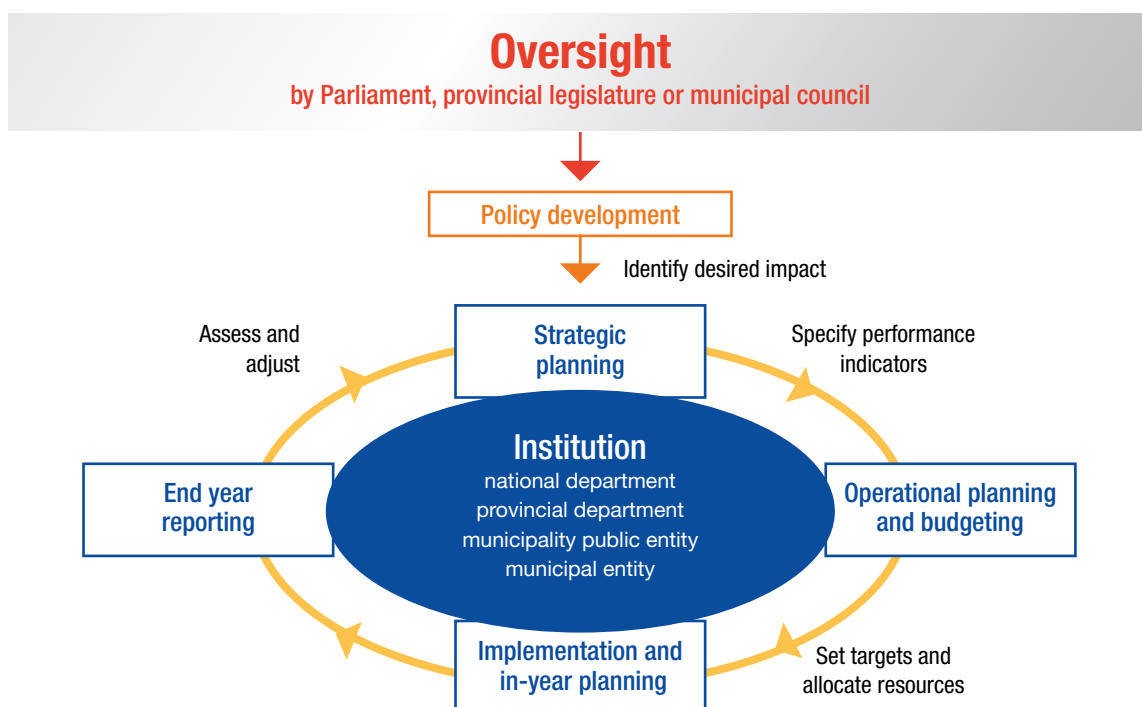 Oversight
by Parliament, provincial legislature or municipal council
Policy development
Identify desired impact
Assess and
adjust
Strategic
planning
Specify performance
indicators
Institution
national department
provincial department
municipality public entity
municipal entity
End year
reporting
Operational planning
and budgeting
Implementation and
in-year planning
Set targets and
allocate resources